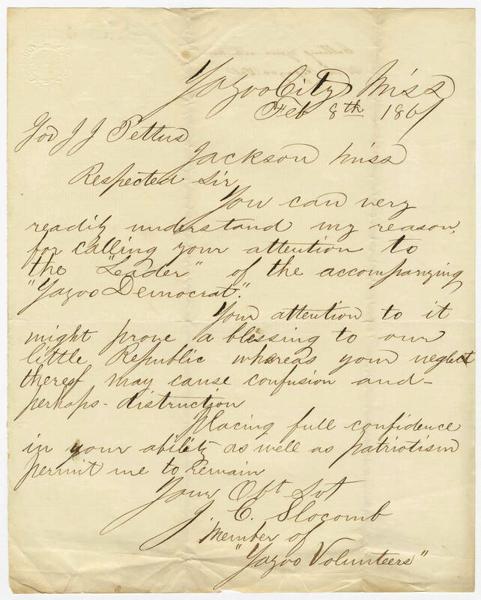 Yazoo City, Miss
Feb 8th 1861
Gov J J Pettus
Jackson Miss
Respected Sir
You can very
readily understand my reason,
for calling your attention to
the "Leader" of the accompanying
"Yazoo Democrat".
Your attention to it
might prove a blessing to our
little Republic whereas your neglect
thereof may cause confusion and-
perhaps- distruction
Placing full confidence
in your ability as well as patriotism
permit me to Remain
Your Obt Svt
J. C. Slocomb
Member of
"Yazoo Volunteers"